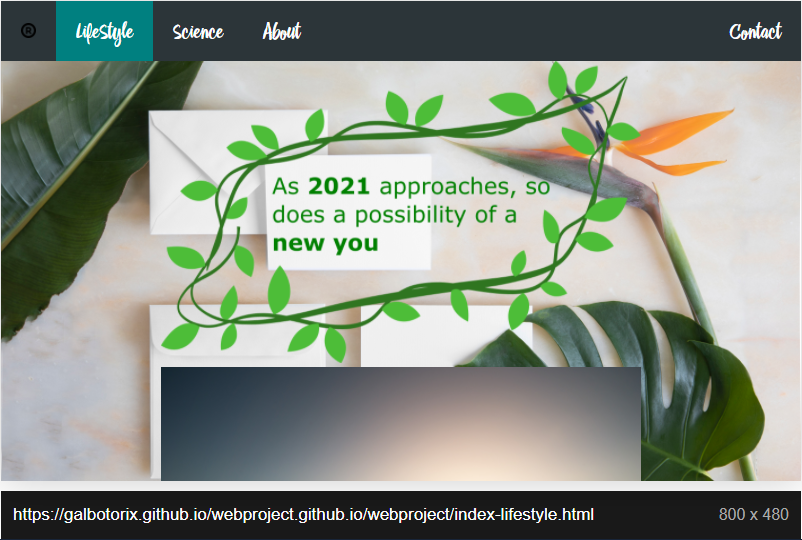 ® LifeStyle Science About Contact
As 2021 approaches, so
does a possibility of a
new you
https://galbotorix.github.io/webproject.github.io/webproject/index-lifestyle.html 800 x 480